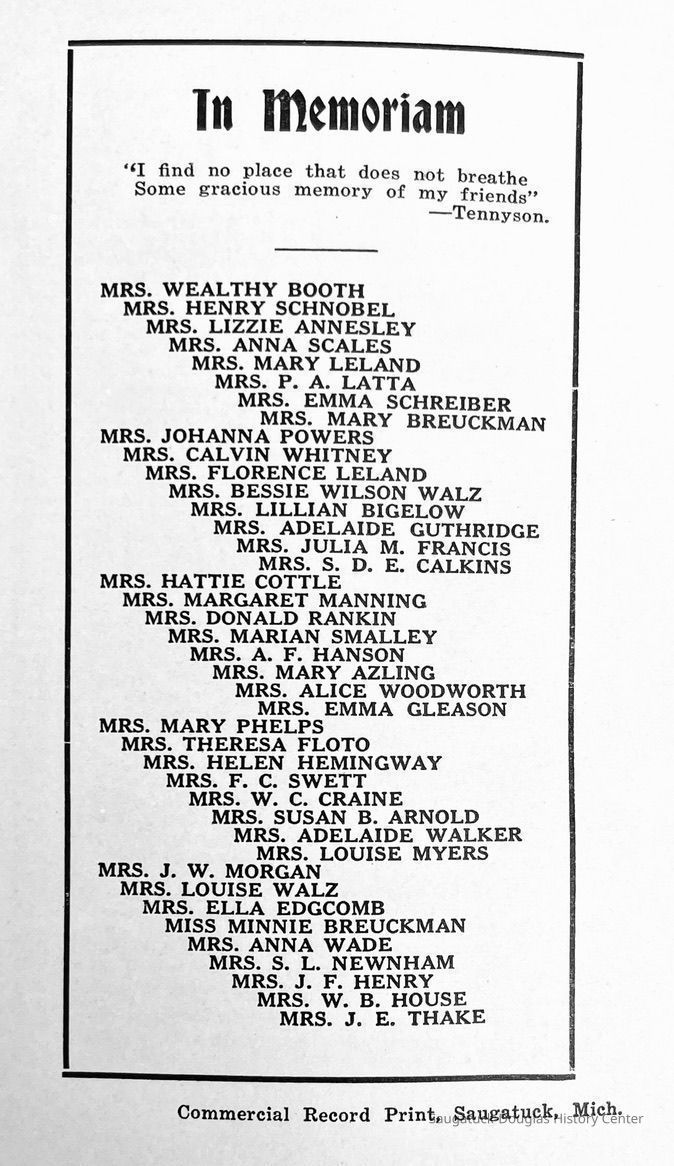 In Memoriam
"I find no place that does not breathe
Some gracious memory of my friends"
—Tennyson.
MRS. WEALTHY BOOTH
MRS. HENRY SCHNOBEL
MRS. LIZZIE ANNESLEY
MRS. ANNA SCALES
MRS. MARY LELAND
MRS. P. A. LATTA
MRS. EMMA SCHREIBER
MRS. MARY BREUCKMAN
MRS. JOHANNA POWERS
MRS. CALVIN WHITNEY
MRS. FLORENCE LELAND
MRS. BESSIE WILSON WALZ
MRS. LILLIAN BIGELOW
MRS. ADELAIDE GUTHRIDGE
MRS. JULIA M. FRANCIS
MRS. S. D. E. CALKINS
MRS. HATTIE COTTLE
MRS. MARGARET MANNING
MRS. DONALD RANKIN
MRS. MARIAN SMALLEY
MRS. A. F. HANSON
MRS. MARY AZLING
MRS. ALICE WOODWORTH
MRS. EMMA GLEASON
MRS. MARY PHELPS
MRS. THERESA FLOTO
MRS. HELEN HEMINGWAY
MRS. F. C. SWETT
MRS. W. C. CRAINE
MRS. SUSAN B. ARNOLD
MRS. ADELAIDE WALKER
MRS. LOUISE MYERS
MRS. J. W. MORGAN
MRS. LOUISE WALZ
MRS. ELLA EDGCOMB
MISS MINNIE BREUCKMAN
MRS. ANNA WADE
MRS. S. L. NEWNHAM
MRS. J. F. HENRY
MRS. W. B. HOUSE
MRS. J. E. THAKE
Commercial Record Print, Saugatuck, Mich.
Saugatuck-Douglas History Center